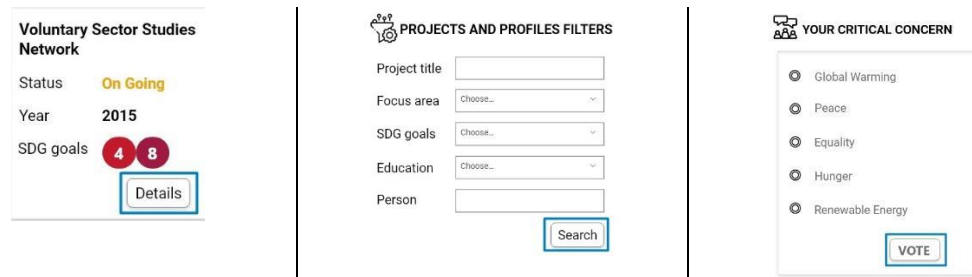 Voluntary Sector Studies
Network
Status On Going
Year 2015
SDG goals 4 8
Details
PROJECTS AND PROFILES FILTERS
Project title
Focus area Choose...
SDG goals Choose...
Education Choose...
Person
Search
YOUR CRITICAL CONCERN
Global Warming
Peace
Equality
Hunger
Renewable Energy
VOTE